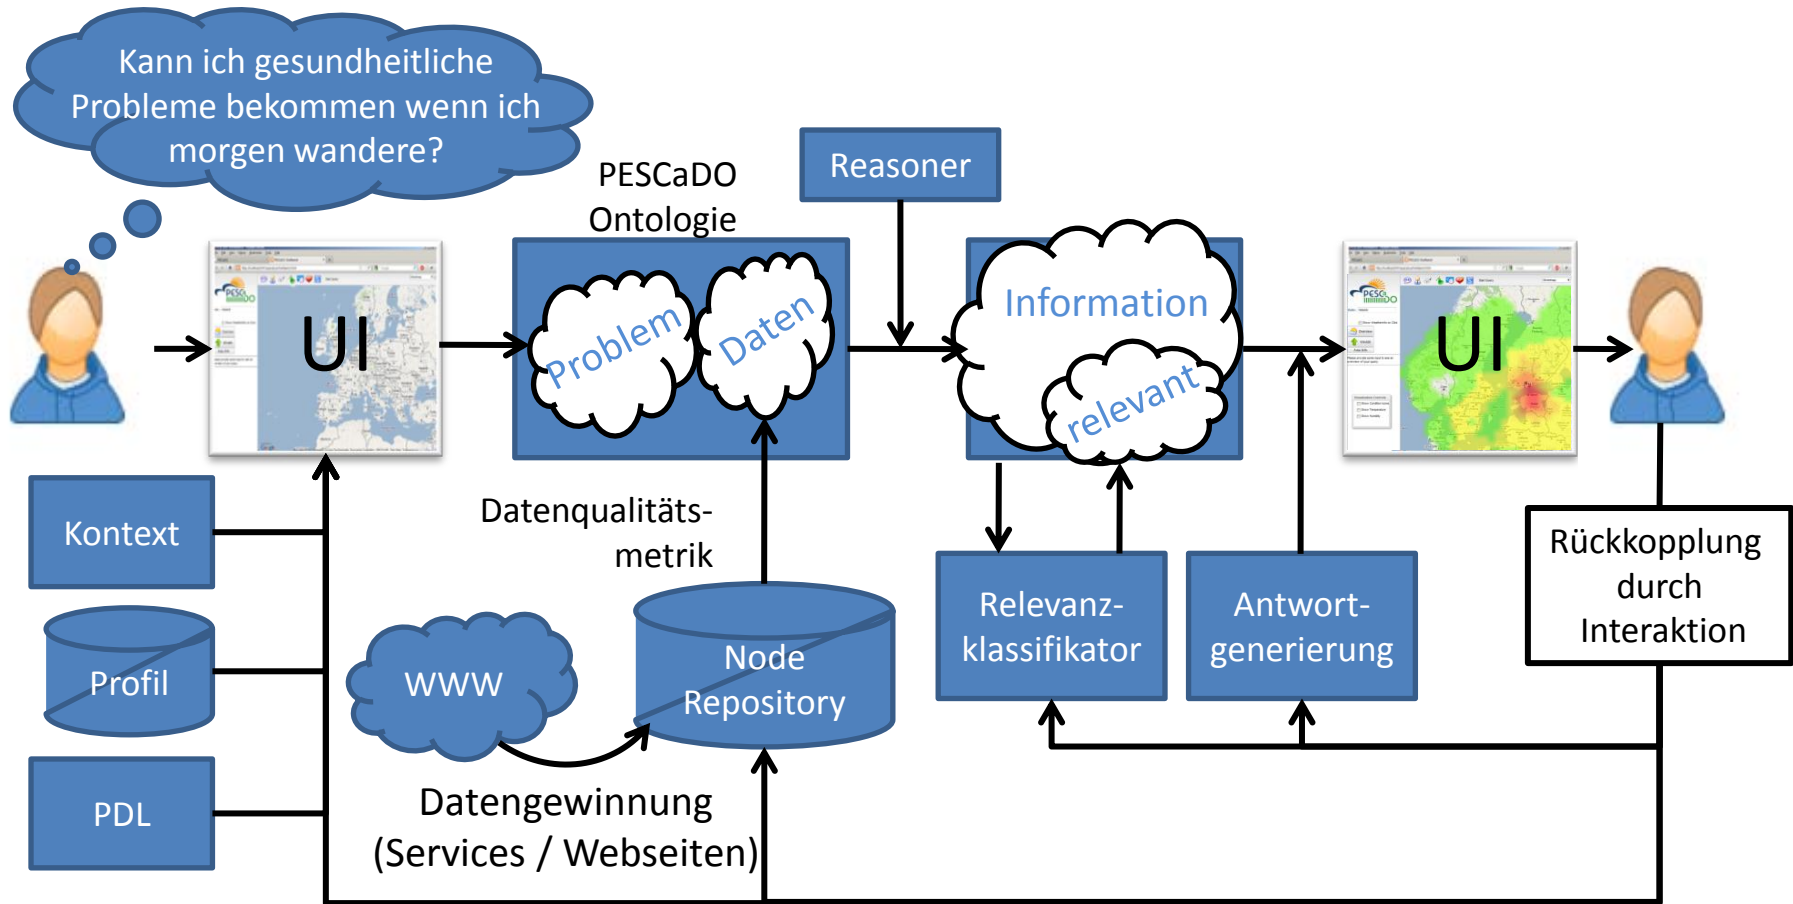 Kann ich gesundheitliche
Probleme bekommen wenn ich
morgen wandere?
PESCaDO
Ontologie
Reasoner
UI
Problem
Daten
Information
relevant
UI
Kontext
Profil
PDL
Datenqualitäts-
metrik
WWW
Node
Repository
Datengewinnung
(Services / Webseiten)
Relevanz-
klassifikator
Antwort-
generierung
Rückkopplung
durch
Interaktion